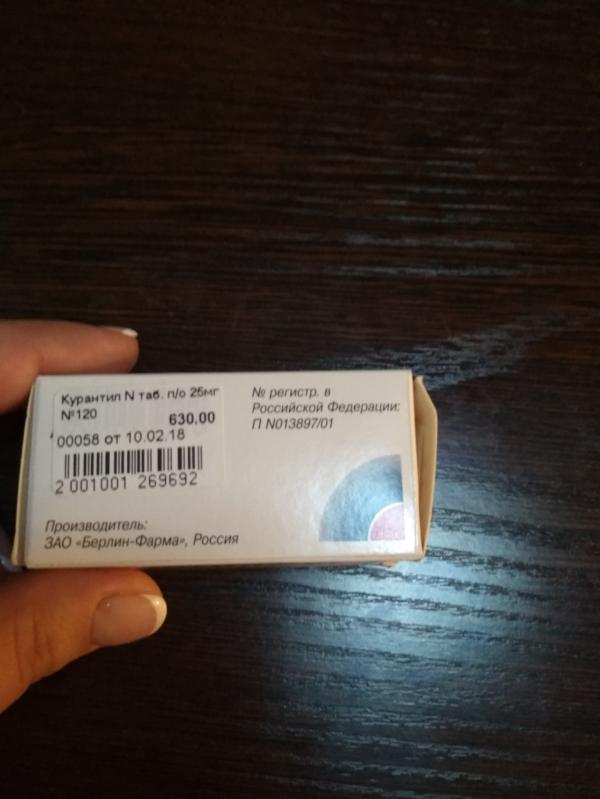 Курантил N таб. п/о 25мг
№120
630.00
00058 от 10.02.18
2 001001 269692
№ регистр. в
Российской Федерации:
П N013897/01
Производитель:
ЗАО «Берлин-Фарма», Россия